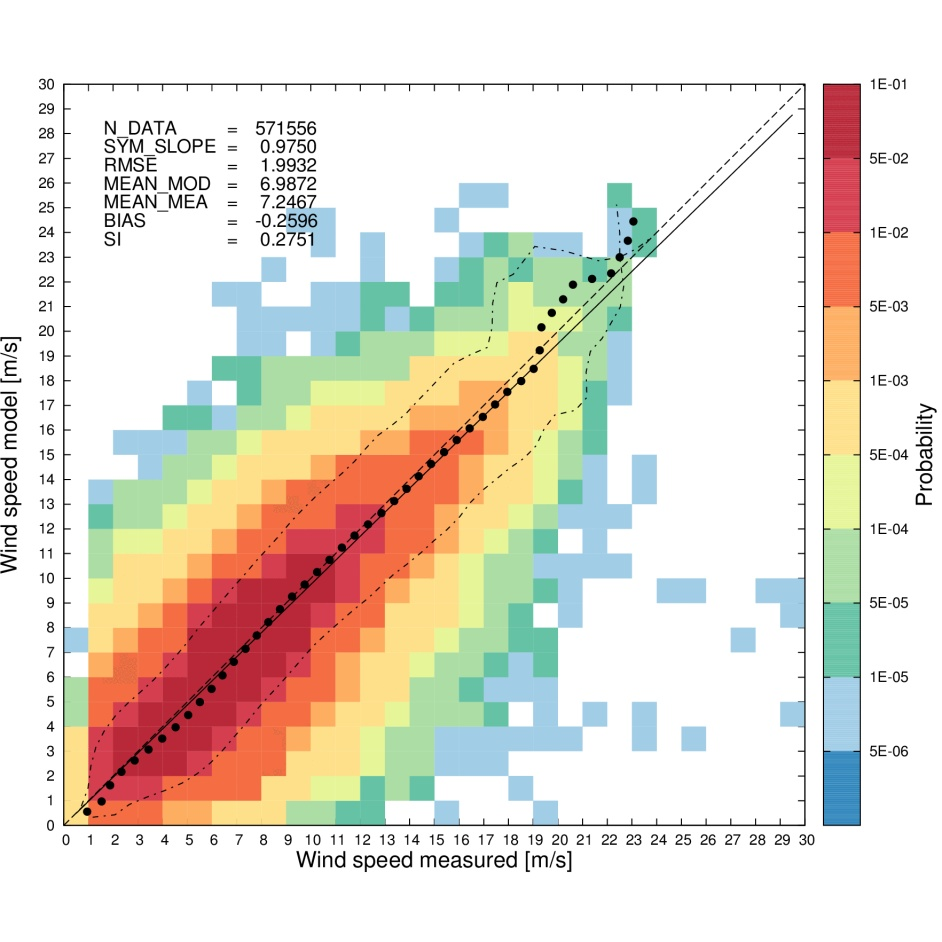 N_DATA = 571556
SYM_SLOPE = 0.9750
RMSE = 1.9932
MEAN_MOD = 6.9872
MEAN_MEA = 7.2467
BIAS = -0.2596
SI = 0.2751
30
29
28
27
26
25
24
23
22
21
20
19
18
17
16
15
14
13
12
11
10
9
8
7
6
5
4
3
2
1
0
Wind speed model [m/s]
0 1 2 3 4 5 6 7 8 9 10 11 12 13 14 15 16 17 18 19 20 21 22 23 24 25 26 27 28 29 30
Wind speed measured [m/s]
1E-01
5E-02
1E-02
5E-03
1E-03
5E-04
1E-04
5E-05
1E-05
5E-06
Probability